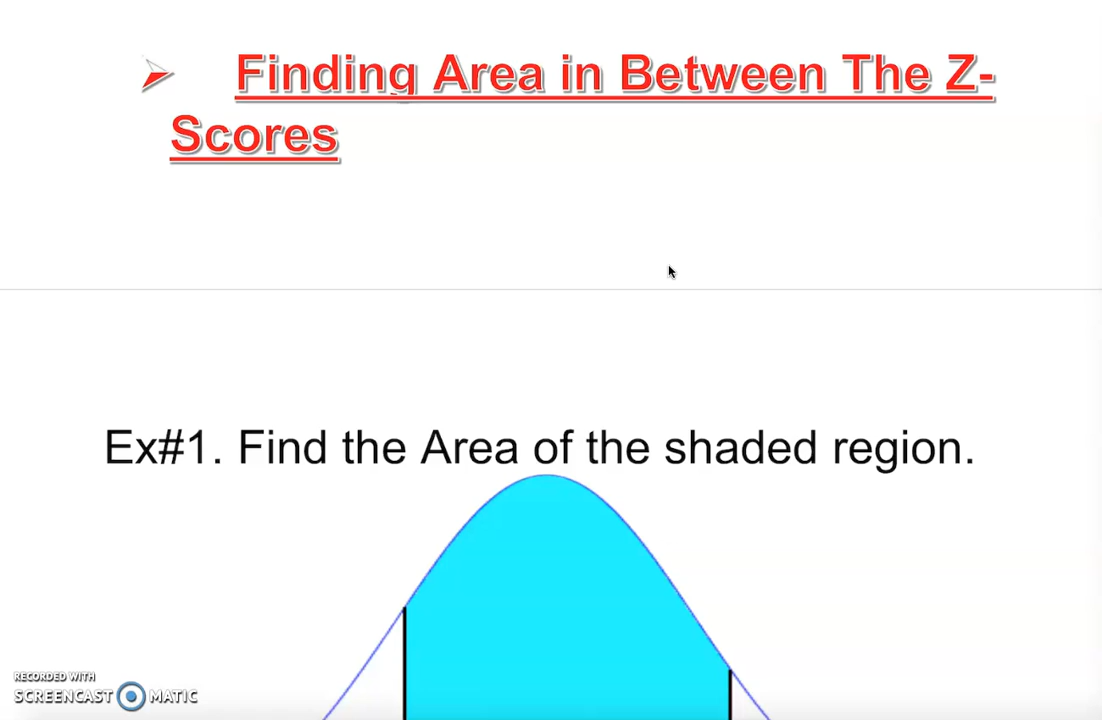 Finding Area in Between The Z-
Scores
Ex#1. Find the Area of the shaded region.
RECORDED WITH
SCREENCAST MATIC